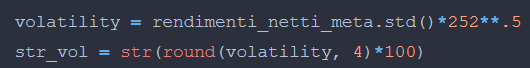 volatility = rendimenti_netti_meta.std()*252**.5
str_vol = str(round(volatility, 4)*100)